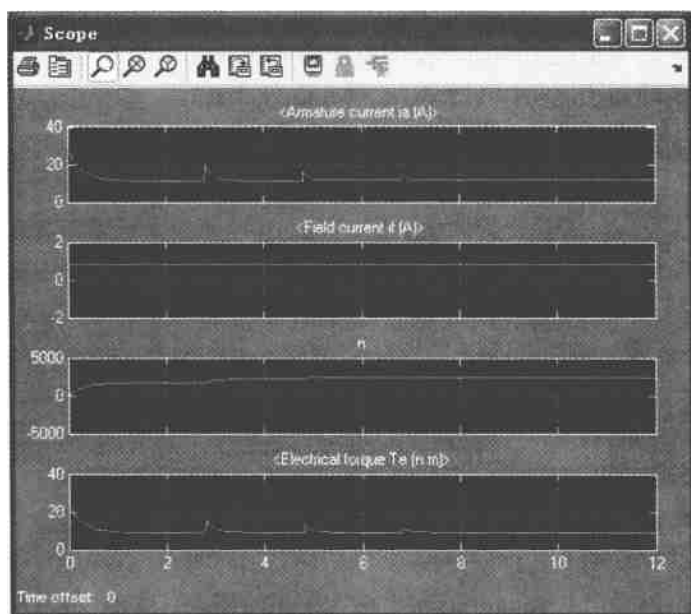 Scope
<Armature current ia (A)>
40
20
0
<Field current if (A)>
2
0
2
n
5000
0
-5000
<Electrical torque Te (n m)>
40
20
0
0 2 4 6 8 10 12
Time offset: 0